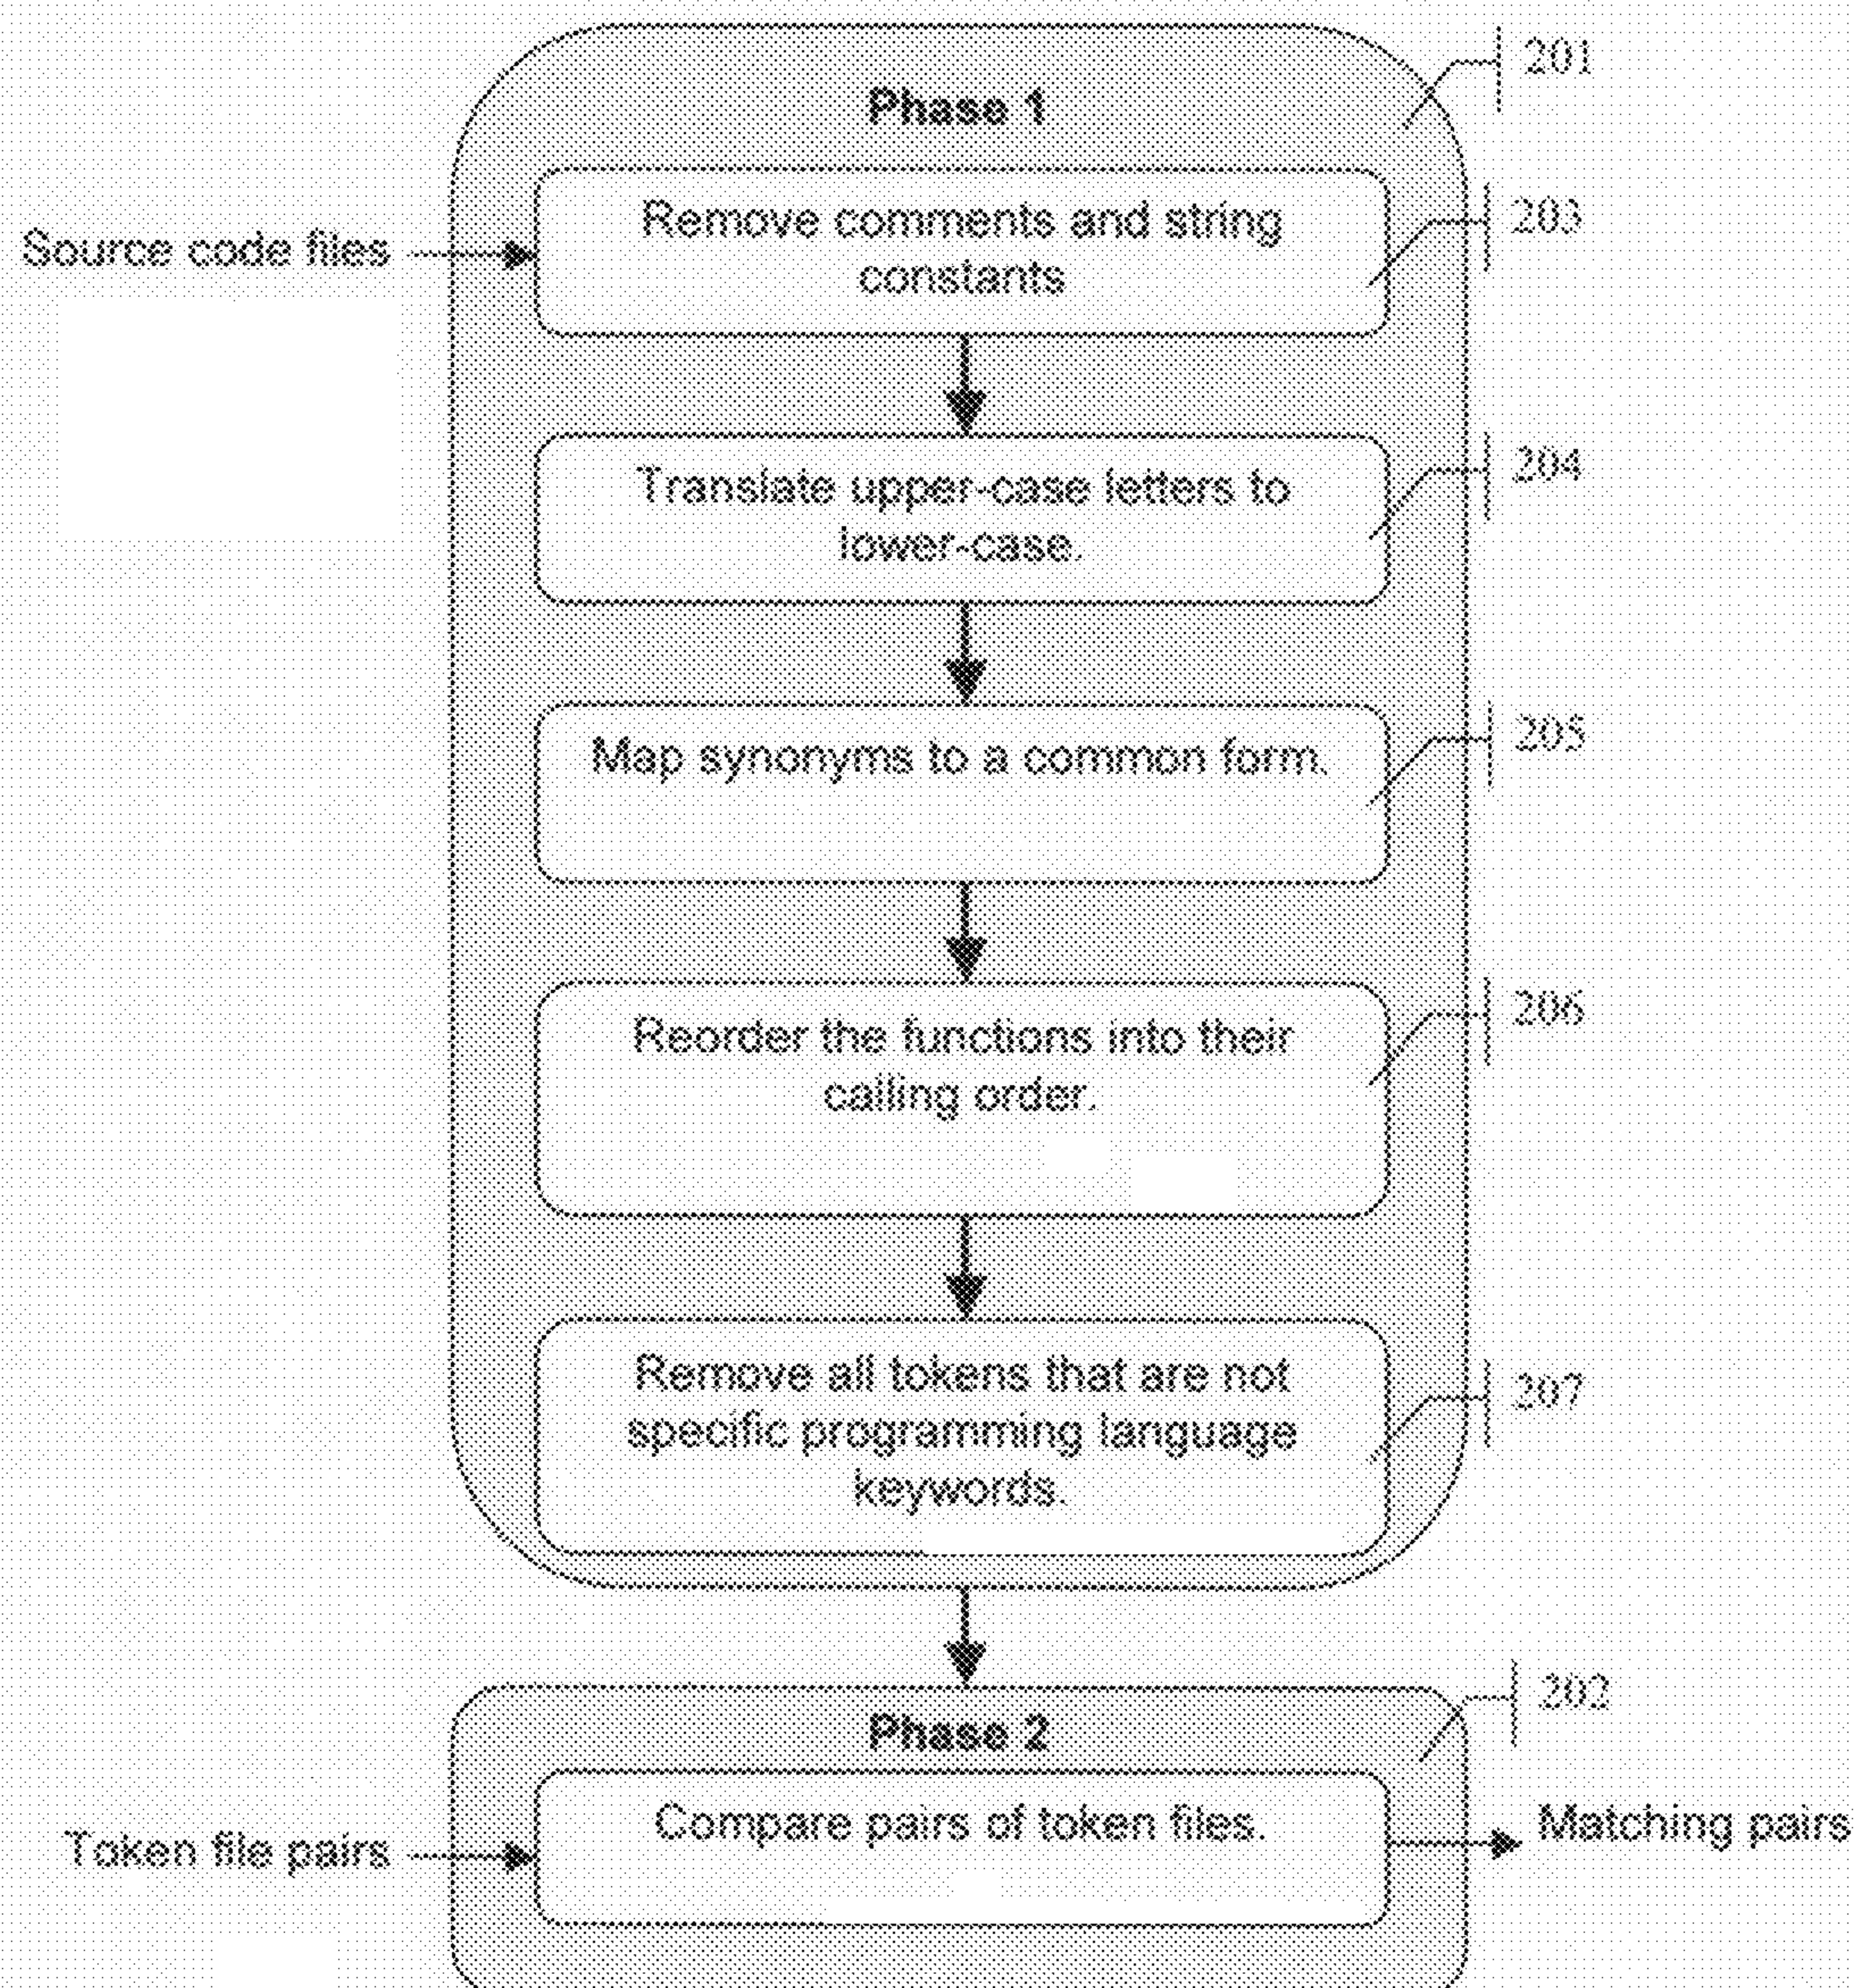 Phase 1
201
Source code files
Remove comments and string
constants
203
Translate upper-case letters to
lower-case.
204
Map synonyms to a common form.
205
Reorder the functions into their
calling order.
206
Remove all tokens that are not
specific programming language
keywords.
207
Phase 2
202
Token file pairs
Compare pairs of token files.
Matching pairs